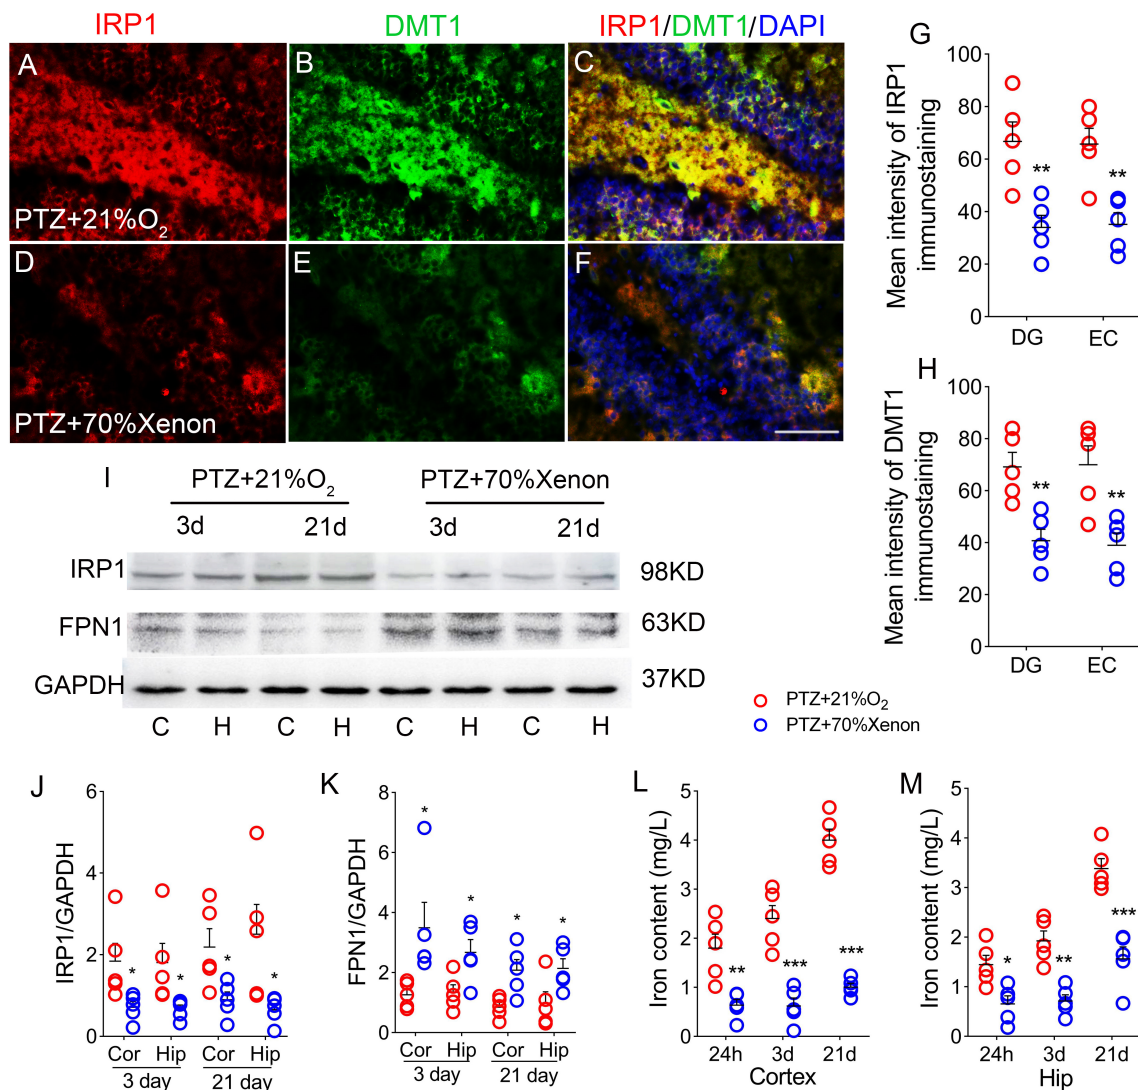 IRP1 DMT1 IRP1/DMT1/DAPI
A B C
PTZ+21%O₂
D E F
PTZ+70%Xenon
G
Mean intensity of IRP1
immunostaining
100
80
60
40
20
0
** **
DG EC
H
Mean intensity of DMT1
immunostaining
100
80
60
40
20
0
** **
DG EC
I
PTZ+21%O₂ PTZ+70%Xenon
3d 21d 3d 21d
IRP1 98KD
FPN1 63KD
GAPDH 37KD
C H C H C H C H
PTZ+21%O₂
PTZ+70%Xenon
J
IRP1/GAPDH
6
4
2
0
* * * *
Cor Hip Cor Hip
3 day 21 day
K
FPN1/GAPDH
8
6
4
2
0
* * * *
Cor Hip Cor Hip
3 day 21 day
L
Iron content (mg/L)
5
4
3
2
1
0
** *** ***
24h 3d 21d
Cortex
M
Iron content (mg/L)
5
4
3
2
1
0
* ** ***
24h 3d 21d
Hip